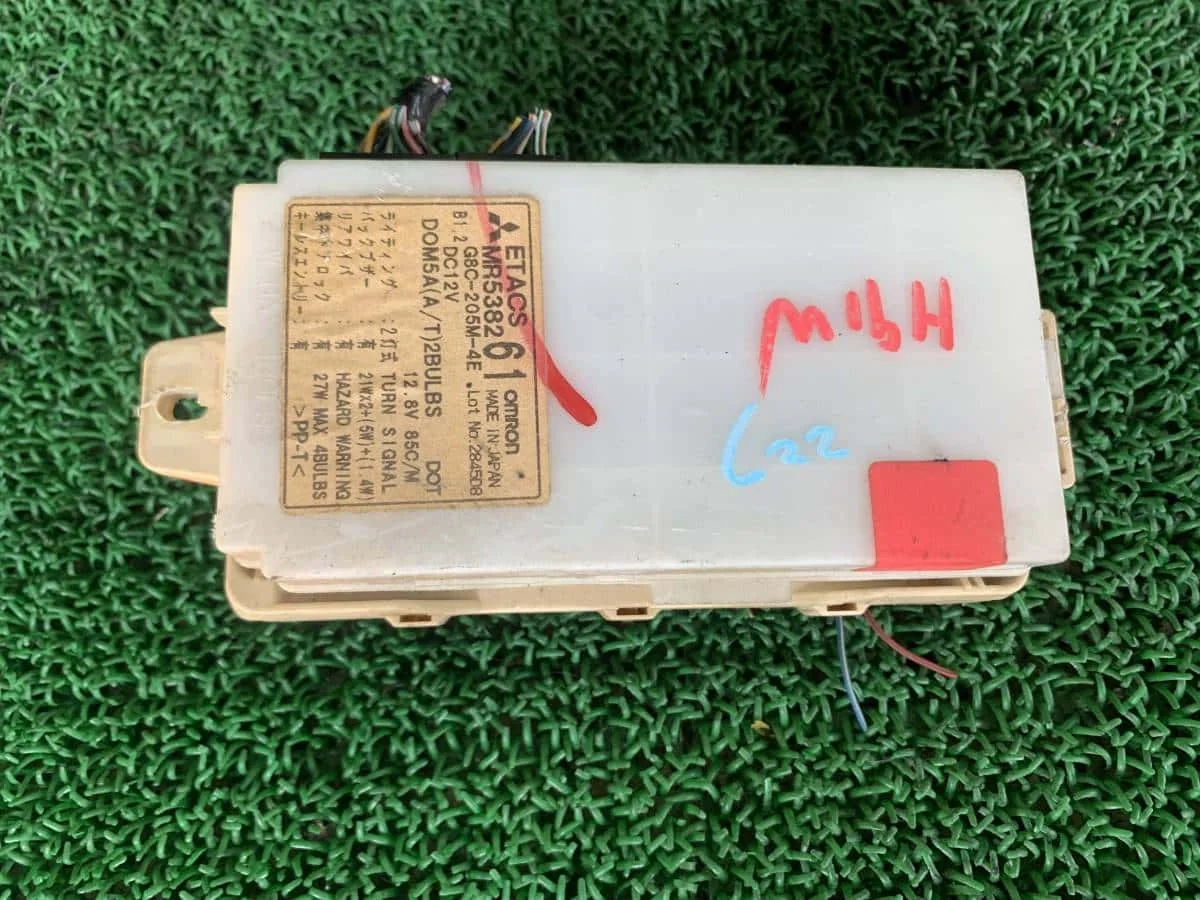 ETACS
MR538261 OMRON
B1.2 G8C-205M-4E . Lot No.2845D8
MADE IN JAPAN
DC12V
DOM5A(A/T)2BULBS DOT
12.8V 85C/M
ライティング :2灯式 TURN SIGNAL
バックブザー :有 21W×2+(5W)+(1.4W)
リアワイパ :有 HAZARD WARNING
集中ドアロック :有 27W MAX 4BULBS
キーレスエントリー:有 >PP-T<
L22